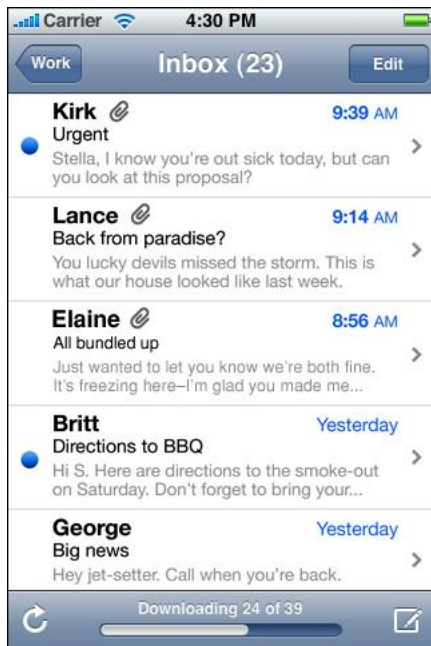 Carrier 4:30 PM
Work Inbox (23) Edit
Kirk 9:39 AM
Urgent
Stella, I know you're out sick today, but can
you look at this proposal?
Lance 9:14 AM
Back from paradise?
You lucky devils missed the storm. This is
what our house looked like last week.
Elaine 8:56 AM
All bundled up
Just wanted to let you know we're both fine.
It's freezing here–I'm glad you made me...
Britt Yesterday
Directions to BBQ
Hi S. Here are directions to the smoke-out
on Saturday. Don't forget to bring your...
George Yesterday
Big news
Hey jet-setter. Call when you're back.
Downloading 24 of 39